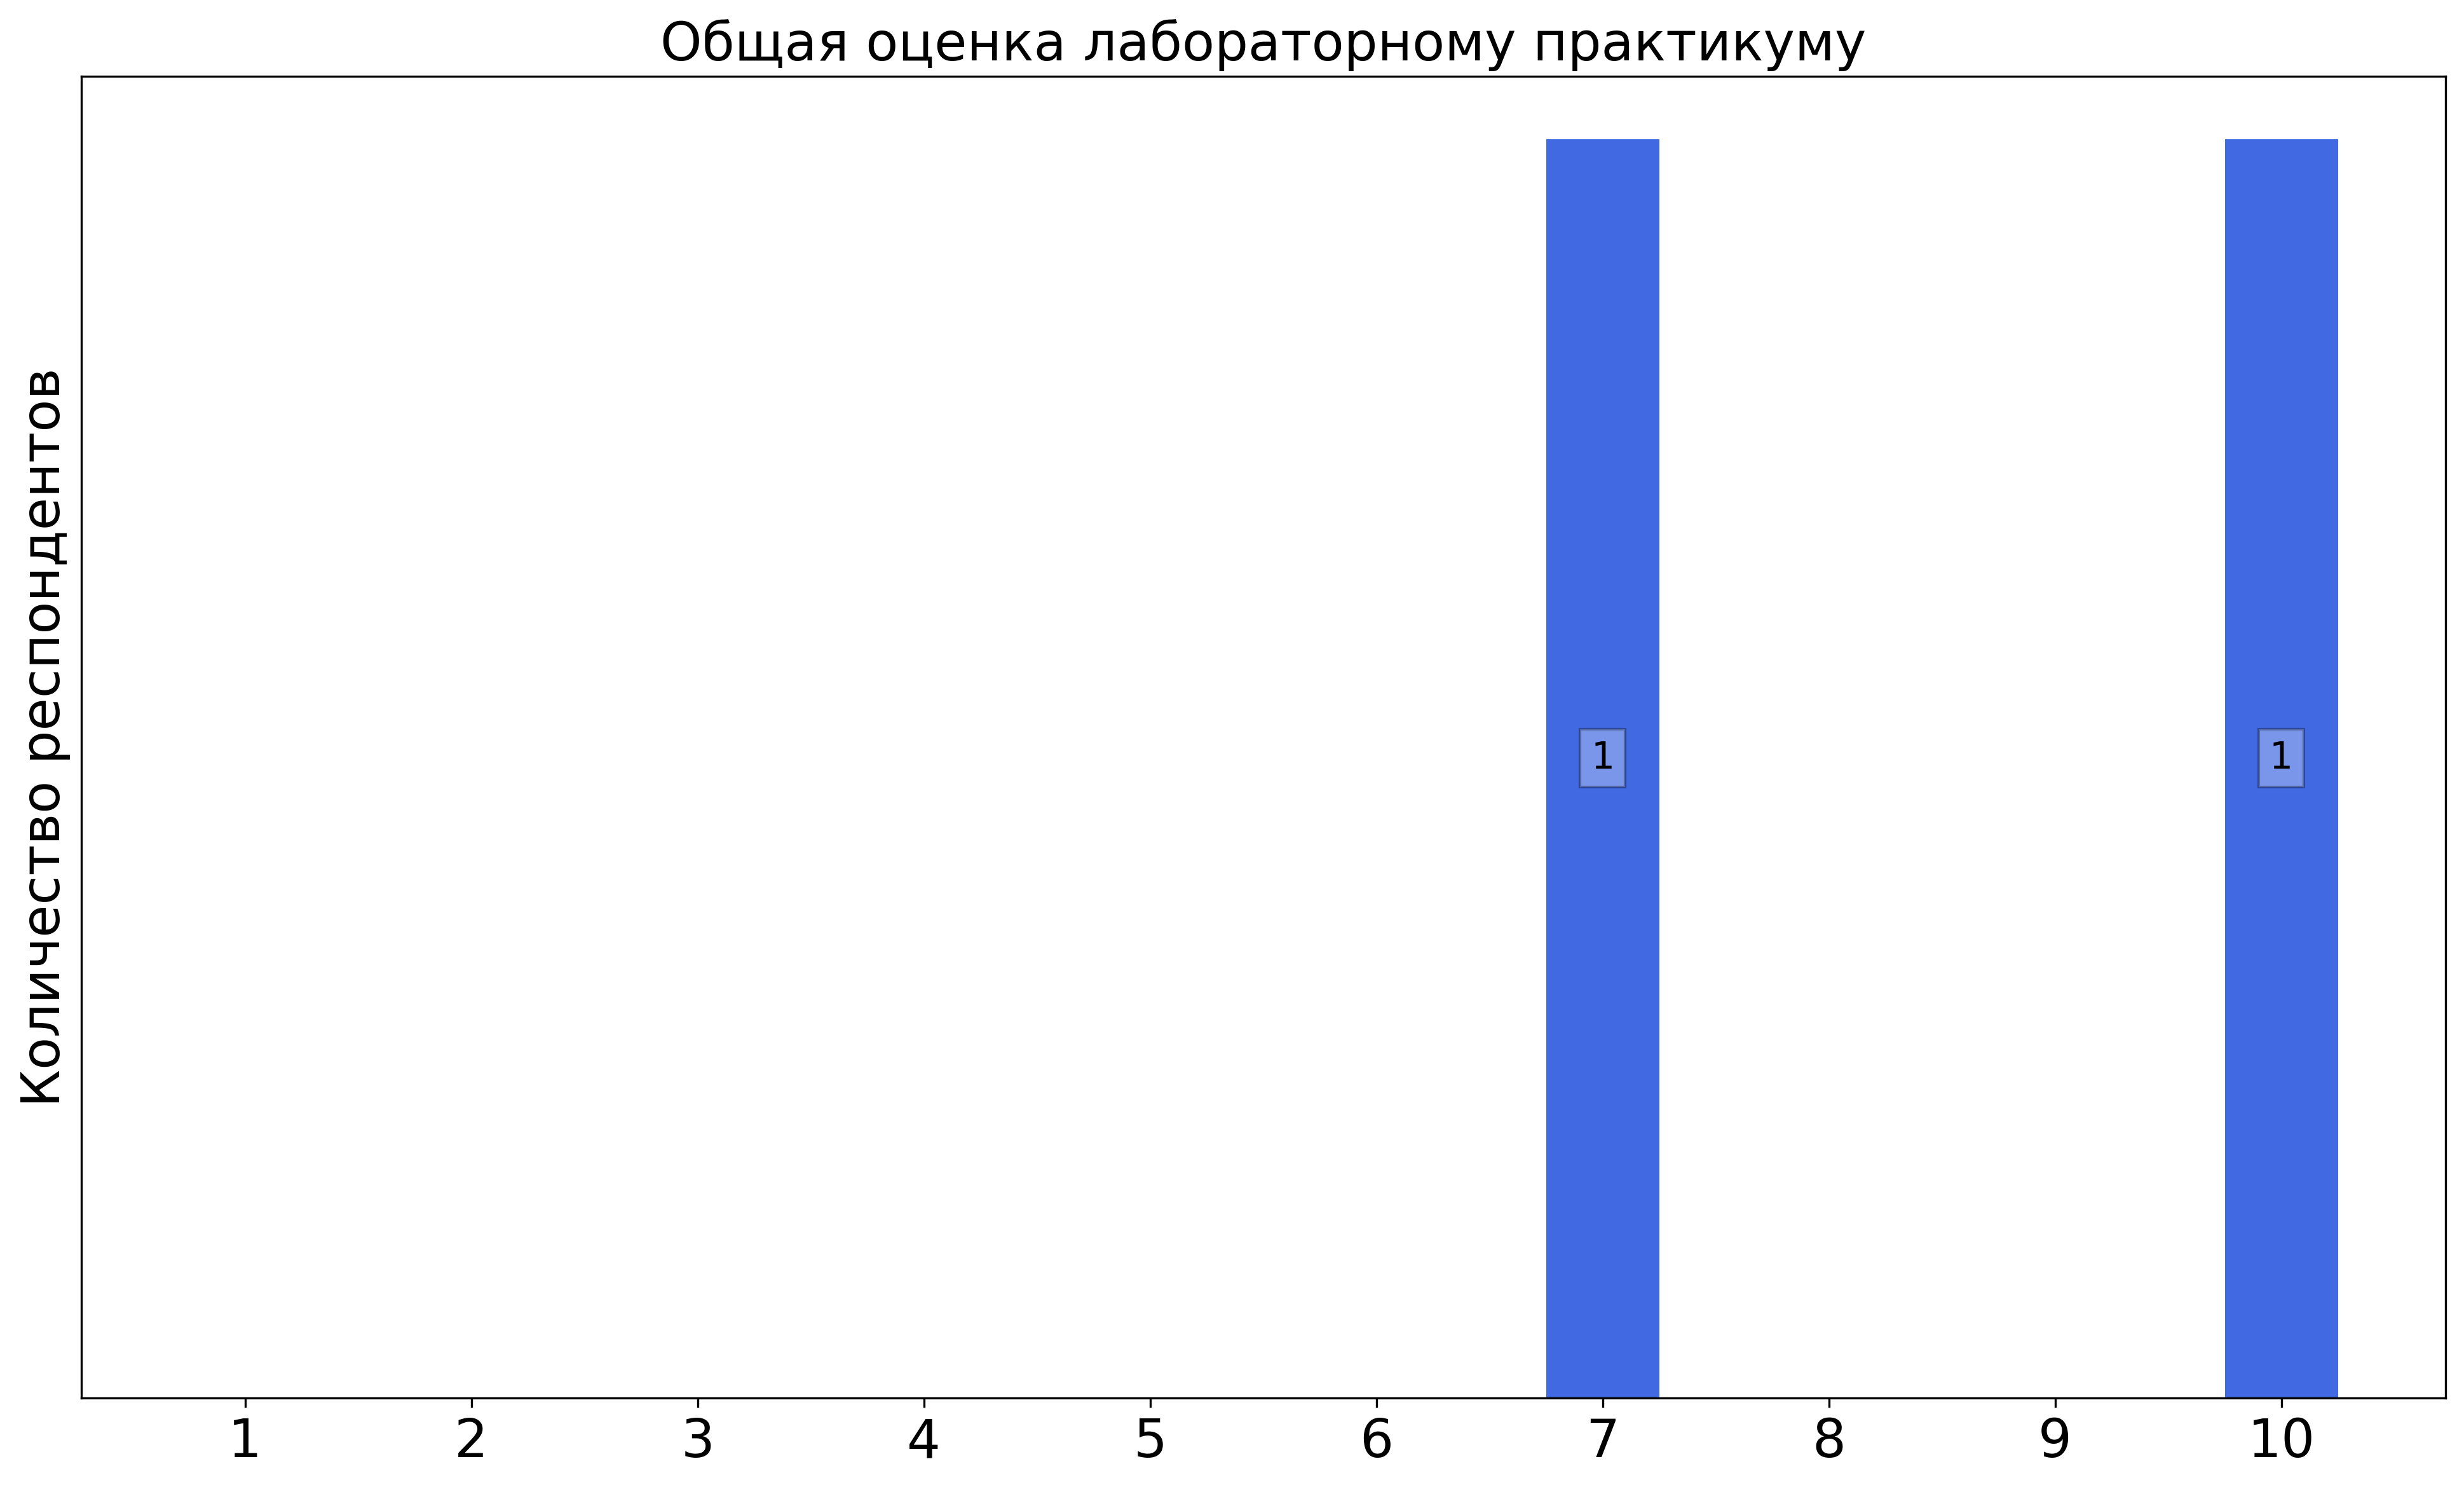 Общая оценка лабораторному практикуму
Количество респондентов
1
1
1 2 3 4 5 6 7 8 9 10